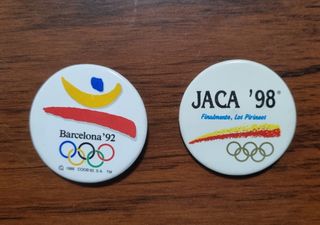 Barcelona '92
© 1988 COOB'92, S.A. TM
JACA '98
Finalmente, Los Pirineos